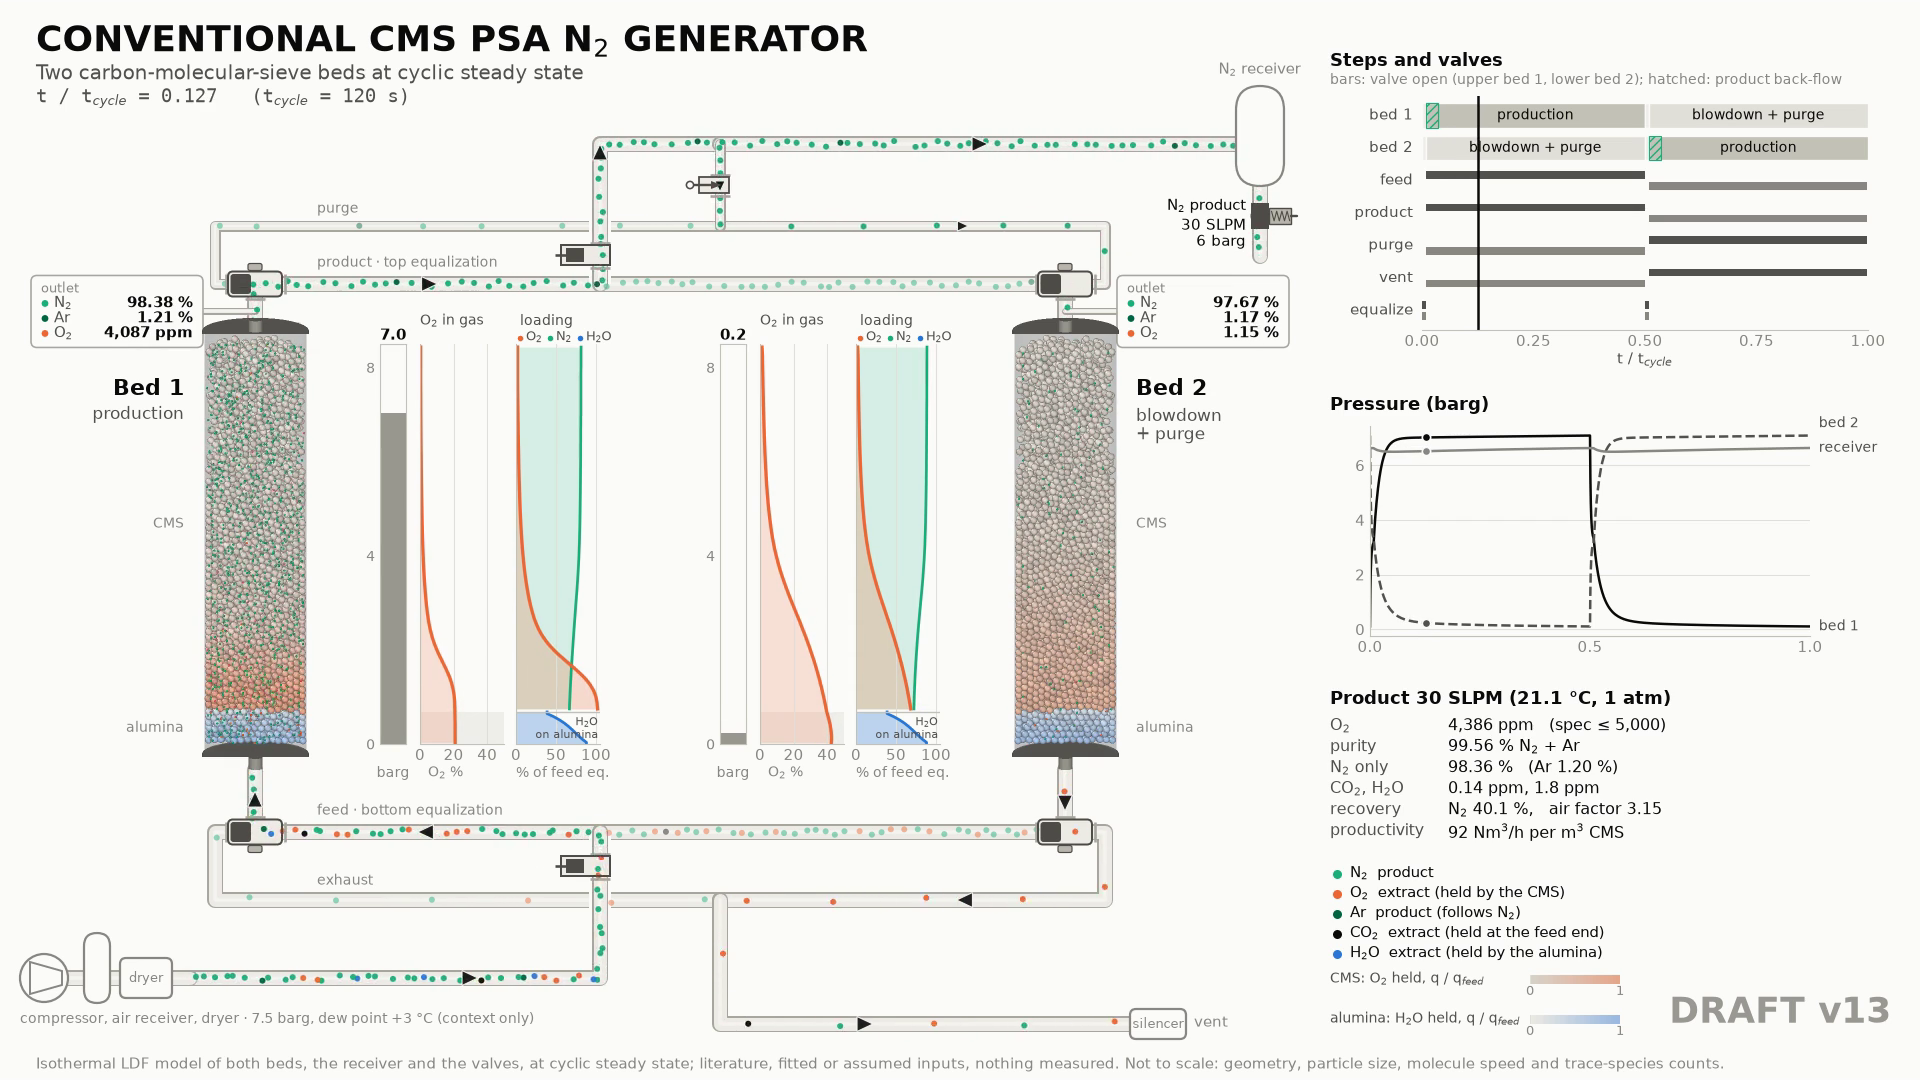 CONVENTIONAL CMS PSA N₂ GENERATOR
Two carbon-molecular-sieve beds at cyclic steady state
t / t_cycle = 0.127 (t_cycle = 120 s)
N₂ receiver
purge
product · top equalization
N₂ product
30 SLPM
6 barg
outlet
N₂ 98.38 %
Ar 1.21 %
O₂ 4,087 ppm
outlet
N₂ 97.67 %
Ar 1.17 %
O₂ 1.15 %
Bed 1
production
CMS
alumina
7.0
O₂ in gas
loading
O₂ N₂ H₂O
8
4
0
H₂O
on alumina
0 20 40
0 50 100
barg
O₂ %
% of feed eq.
0.2
O₂ in gas
loading
O₂ N₂ H₂O
8
4
0
H₂O
on alumina
0 20 40
0 50 100
barg
O₂ %
% of feed eq.
Bed 2
blowdown
+ purge
CMS
alumina
feed · bottom equalization
exhaust
dryer
compressor, air receiver, dryer · 7.5 barg, dew point +3 °C (context only)
silencer
vent
Steps and valves
bars: valve open (upper bed 1, lower bed 2); hatched: product back-flow
bed 1 production blowdown + purge
bed 2 blowdown + purge production
feed
product
purge
vent
equalize
0.00 0.25 0.50 0.75 1.00
t / t_cycle
Pressure (barg)
bed 2
receiver
6
4
2
0
bed 1
0.0 0.5 1.0
Product 30 SLPM (21.1 °C, 1 atm)
O₂ 4,386 ppm (spec ≤ 5,000)
purity 99.56 % N₂ + Ar
N₂ only 98.36 % (Ar 1.20 %)
CO₂, H₂O 0.14 ppm, 1.8 ppm
recovery N₂ 40.1 %, air factor 3.15
productivity 92 Nm³/h per m³ CMS
N₂ product
O₂ extract (held by the CMS)
Ar product (follows N₂)
CO₂ extract (held at the feed end)
H₂O extract (held by the alumina)
CMS: O₂ held, q / q_feed
0 1
alumina: H₂O held, q / q_feed
0 1
DRAFT v13
Isothermal LDF model of both beds, the receiver and the valves, at cyclic steady state; literature, fitted or assumed inputs, nothing measured. Not to scale: geometry, particle size, molecule speed and trace-species counts.